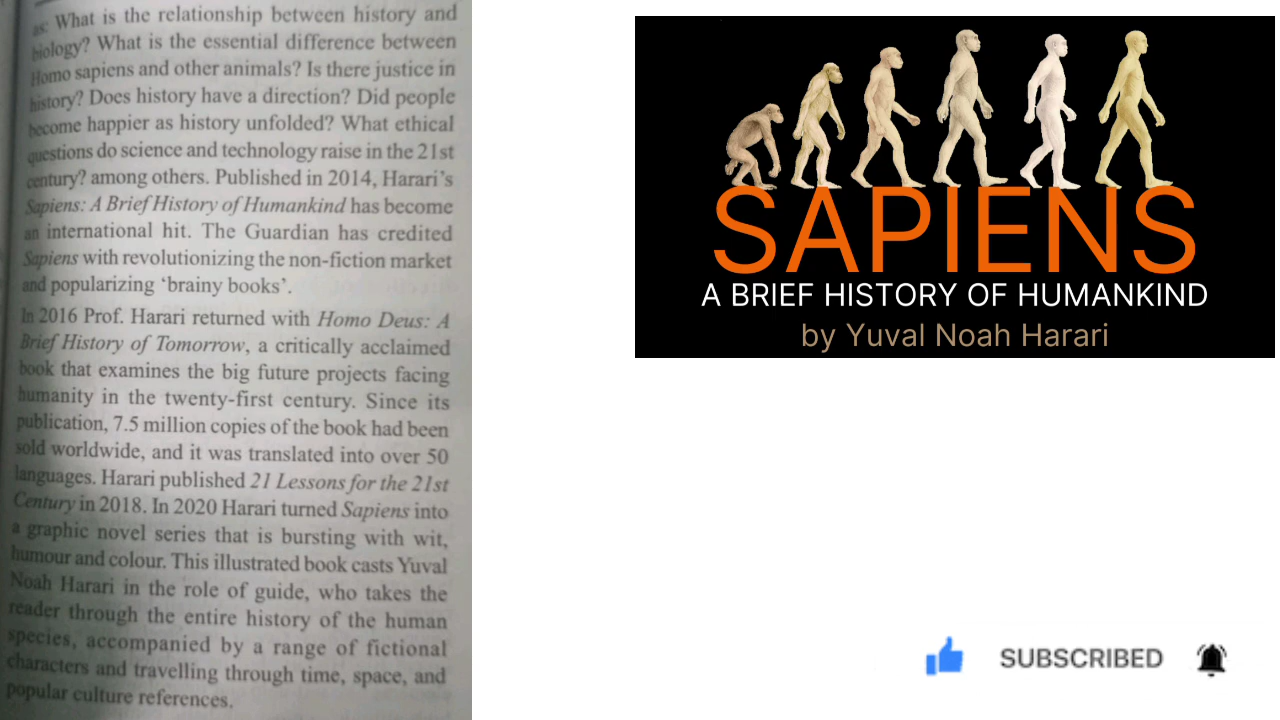 as: What is the relationship between history and
biology? What is the essential difference between
Homo sapiens and other animals? Is there justice in
history? Does history have a direction? Did people
become happier as history unfolded? What ethical
questions do science and technology raise in the 21st
century? among others. Published in 2014, Harari's
Sapiens: A Brief History of Humankind has become
an international hit. The Guardian has credited
Sapiens with revolutionizing the non-fiction market
and popularizing 'brainy books'.
In 2016 Prof. Harari returned with Homo Deus: A
Brief History of Tomorrow, a critically acclaimed
book that examines the big future projects facing
humanity in the twenty-first century. Since its
publication, 7.5 million copies of the book had been
sold worldwide, and it was translated into over 50
languages. Harari published 21 Lessons for the 21st
Century in 2018. In 2020 Harari turned Sapiens into
a graphic novel series that is bursting with wit,
humour and colour. This illustrated book casts Yuval
Noah Harari in the role of guide, who takes the
reader through the entire history of the human
species, accompanied by a range of fictional
characters and travelling through time, space, and
popular culture references.
SAPIENS
A BRIEF HISTORY OF HUMANKIND
by Yuval Noah Harari
SUBSCRIBED